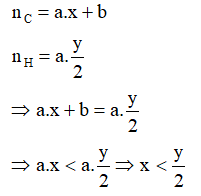 n_C = a.x + b
n_H = a.y/2
⇒ a.x + b = a.y/2
⇒ a.x < a.y/2 ⇒ x < y/2